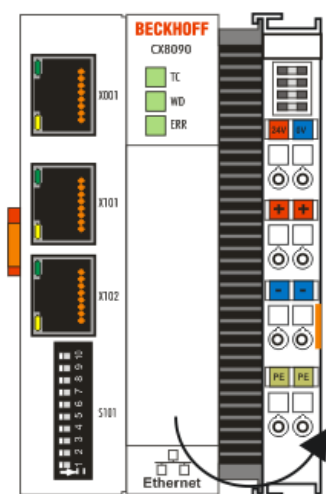 BECKHOFF
CX8090
TC
WD
ERR
X001
X101
X102
S101
10
9
8
7
6
5
4
3
2
1
Ethernet
24V 0V
+ +
- -
PE PE